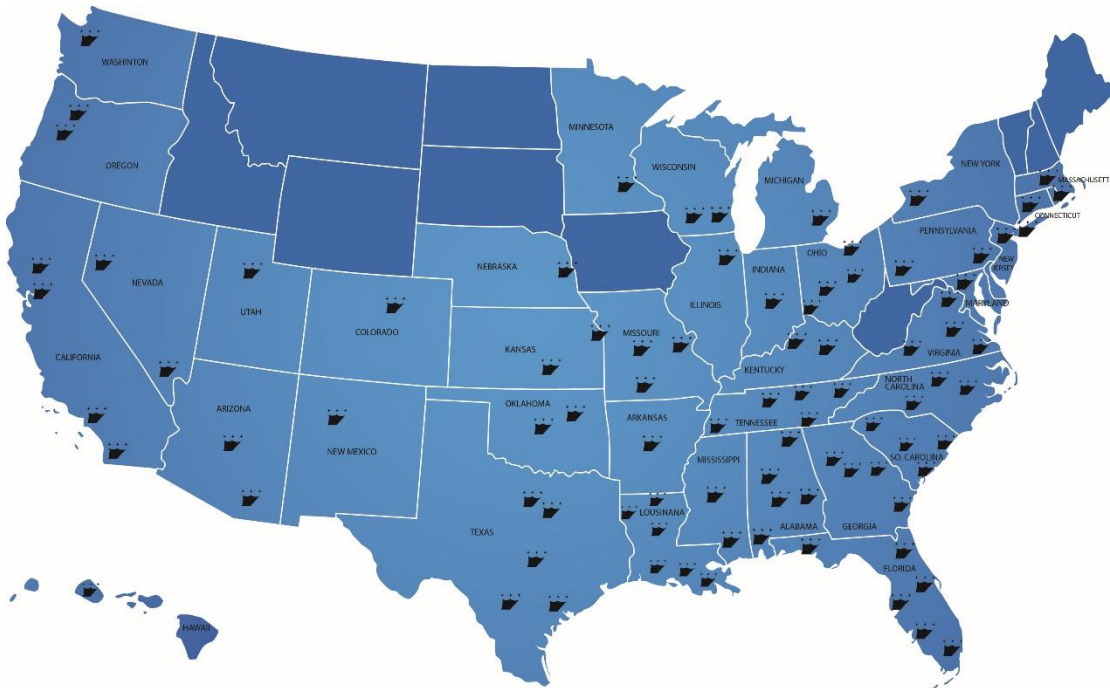 WASHINTON
OREGON
CALIFORNIA
NEVADA
UTAH
ARIZONA
COLORADO
NEW MEXICO
NEBRASKA
KANSAS
OKLAHOMA
TEXAS
MINNESOTA
WISCONSIN
MICHIGAN
ILLINOIS
INDIANA
OHIO
MISSOURI
KENTUCKY
ARKANSAS
TENNESSEE
MISSISSIPPI
LOUSINANA
ALABAMA
GEORGIA
FLORIDA
SO. CAROLINA
NORTH
CAROLINA
VIRGINIA
MARYLAND
PENNSYLVANIA
NEW
JERSEY
NEW YORK
CONNECTICUT
MASSACHUSETT
HAWAII